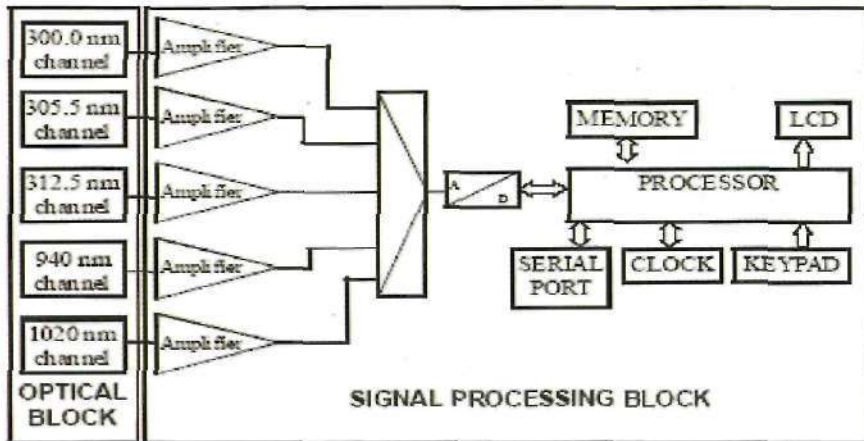 300.0 nm
channel
Amplifier
305.5 nm
channel
Amplifier
312.5 nm
channel
Amplifier
940 nm
channel
Amplifier
1020 nm
channel
Amplifier
A
D
MEMORY
LCD
PROCESSOR
SERIAL
PORT
CLOCK
KEYPAD
OPTICAL
BLOCK
SIGNAL PROCESSING BLOCK